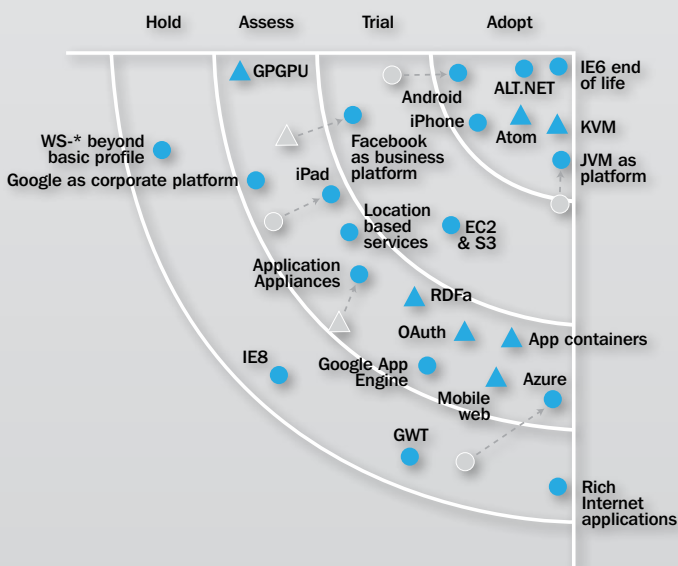 Hold
Assess
Trial
Adopt
GPGPU
Android
ALT.NET
IE6 end
of life
iPhone
Atom
KVM
Facebook
as business
platform
WS-* beyond
basic profile
JVM as
platform
Google as corporate platform
iPad
Location
based
services
EC2
& S3
Application
Appliances
RDFa
OAuth
App containers
IE8
Google App
Engine
Mobile
web
Azure
GWT
Rich
Internet
applications